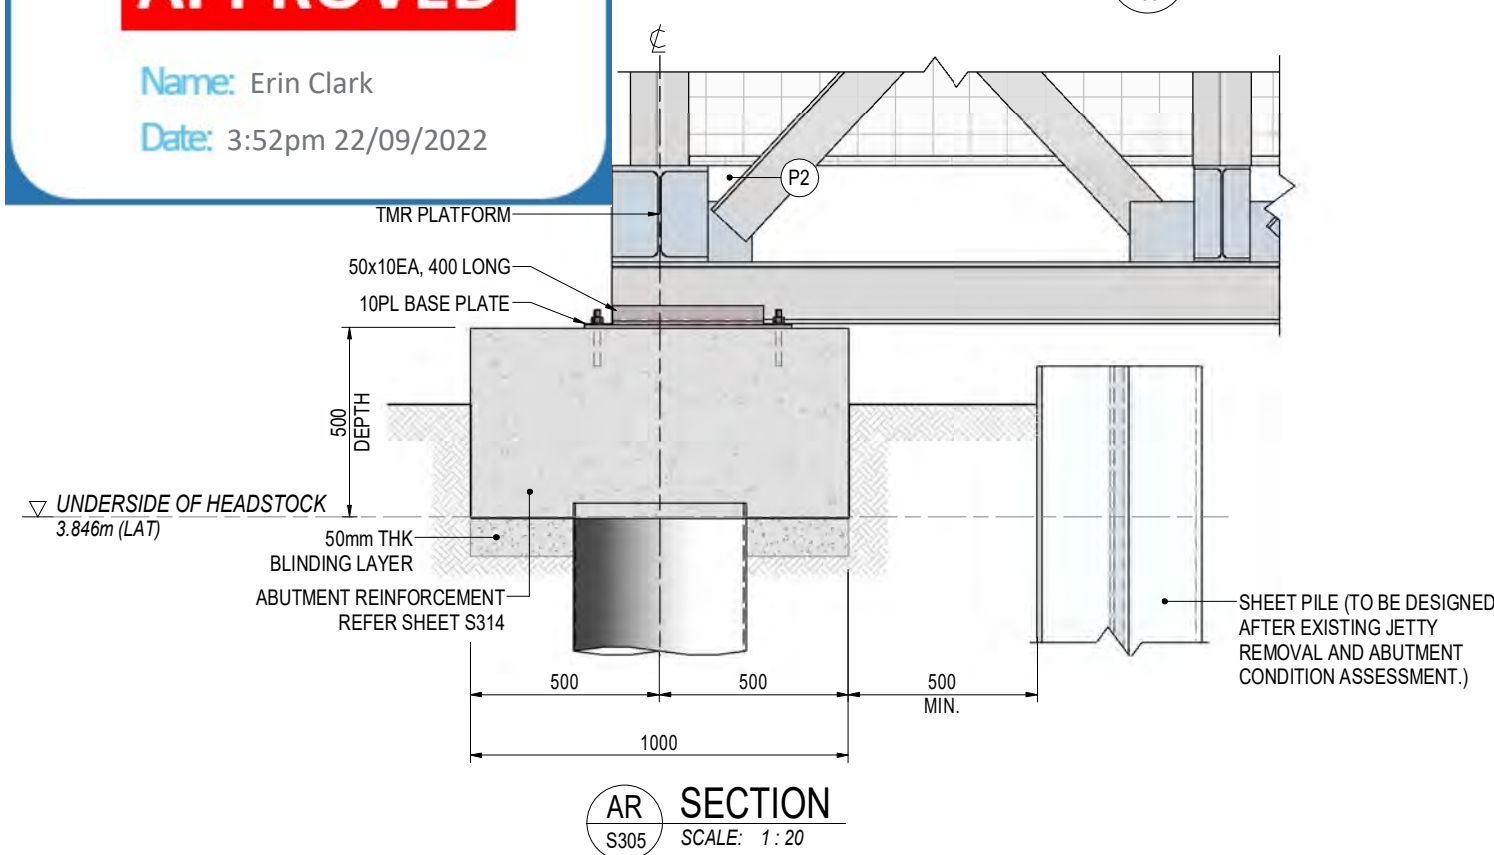 APPROVED
Name: Erin Clark
Date: 3:52pm 22/09/2022
℄
P2
TMR PLATFORM
50x10EA, 400 LONG
10PL BASE PLATE
500
DEPTH
UNDERSIDE OF HEADSTOCK
3.846m (LAT)
50mm THK
BLINDING LAYER
ABUTMENT REINFORCEMENT
REFER SHEET S314
SHEET PILE (TO BE DESIGNED
AFTER EXISTING JETTY
REMOVAL AND ABUTMENT
CONDITION ASSESSMENT.)
500
500
500
MIN.
1000
AR
S305
SECTION
SCALE: 1 : 20